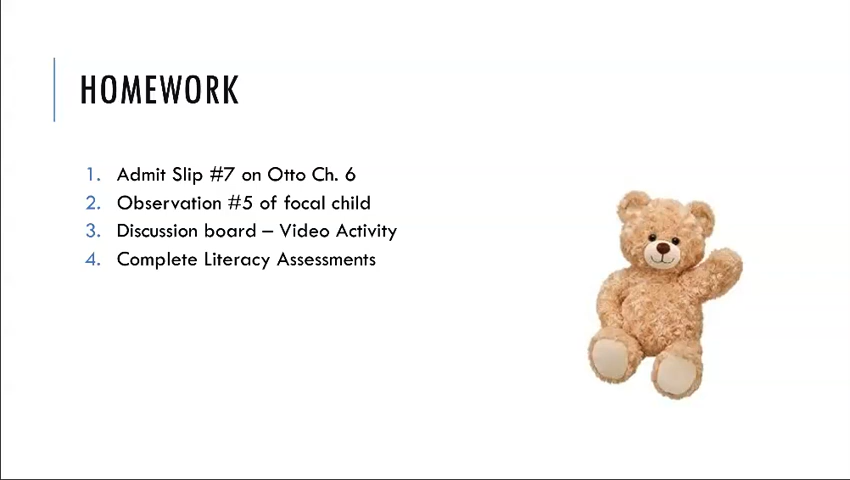 HOMEWORK
1. Admit Slip #7 on Otto Ch. 6
2. Observation #5 of focal child
3. Discussion board – Video Activity
4. Complete Literacy Assessments